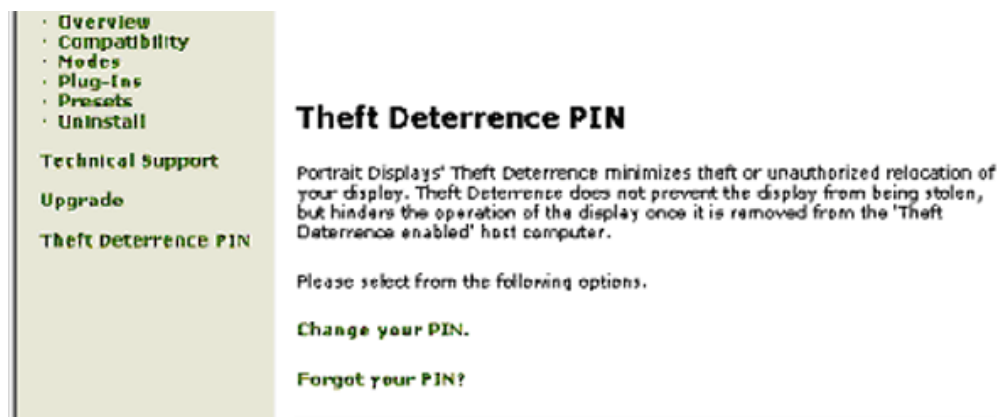 · Overview
· Compatibility
· Modes
· Plug-Ins
· Presets
· Uninstall
Technical Support
Upgrade
Theft Deterrence PIN
Theft Deterrence PIN
Portrait Displays' Theft Deterrence minimizes theft or unauthorized relocation of
your display. Theft Deterrence does not prevent the display from being stolen,
but hinders the operation of the display once it is removed from the 'Theft
Deterrence enabled' host computer.
Please select from the following options.
Change your PIN.
Forgot your PIN?